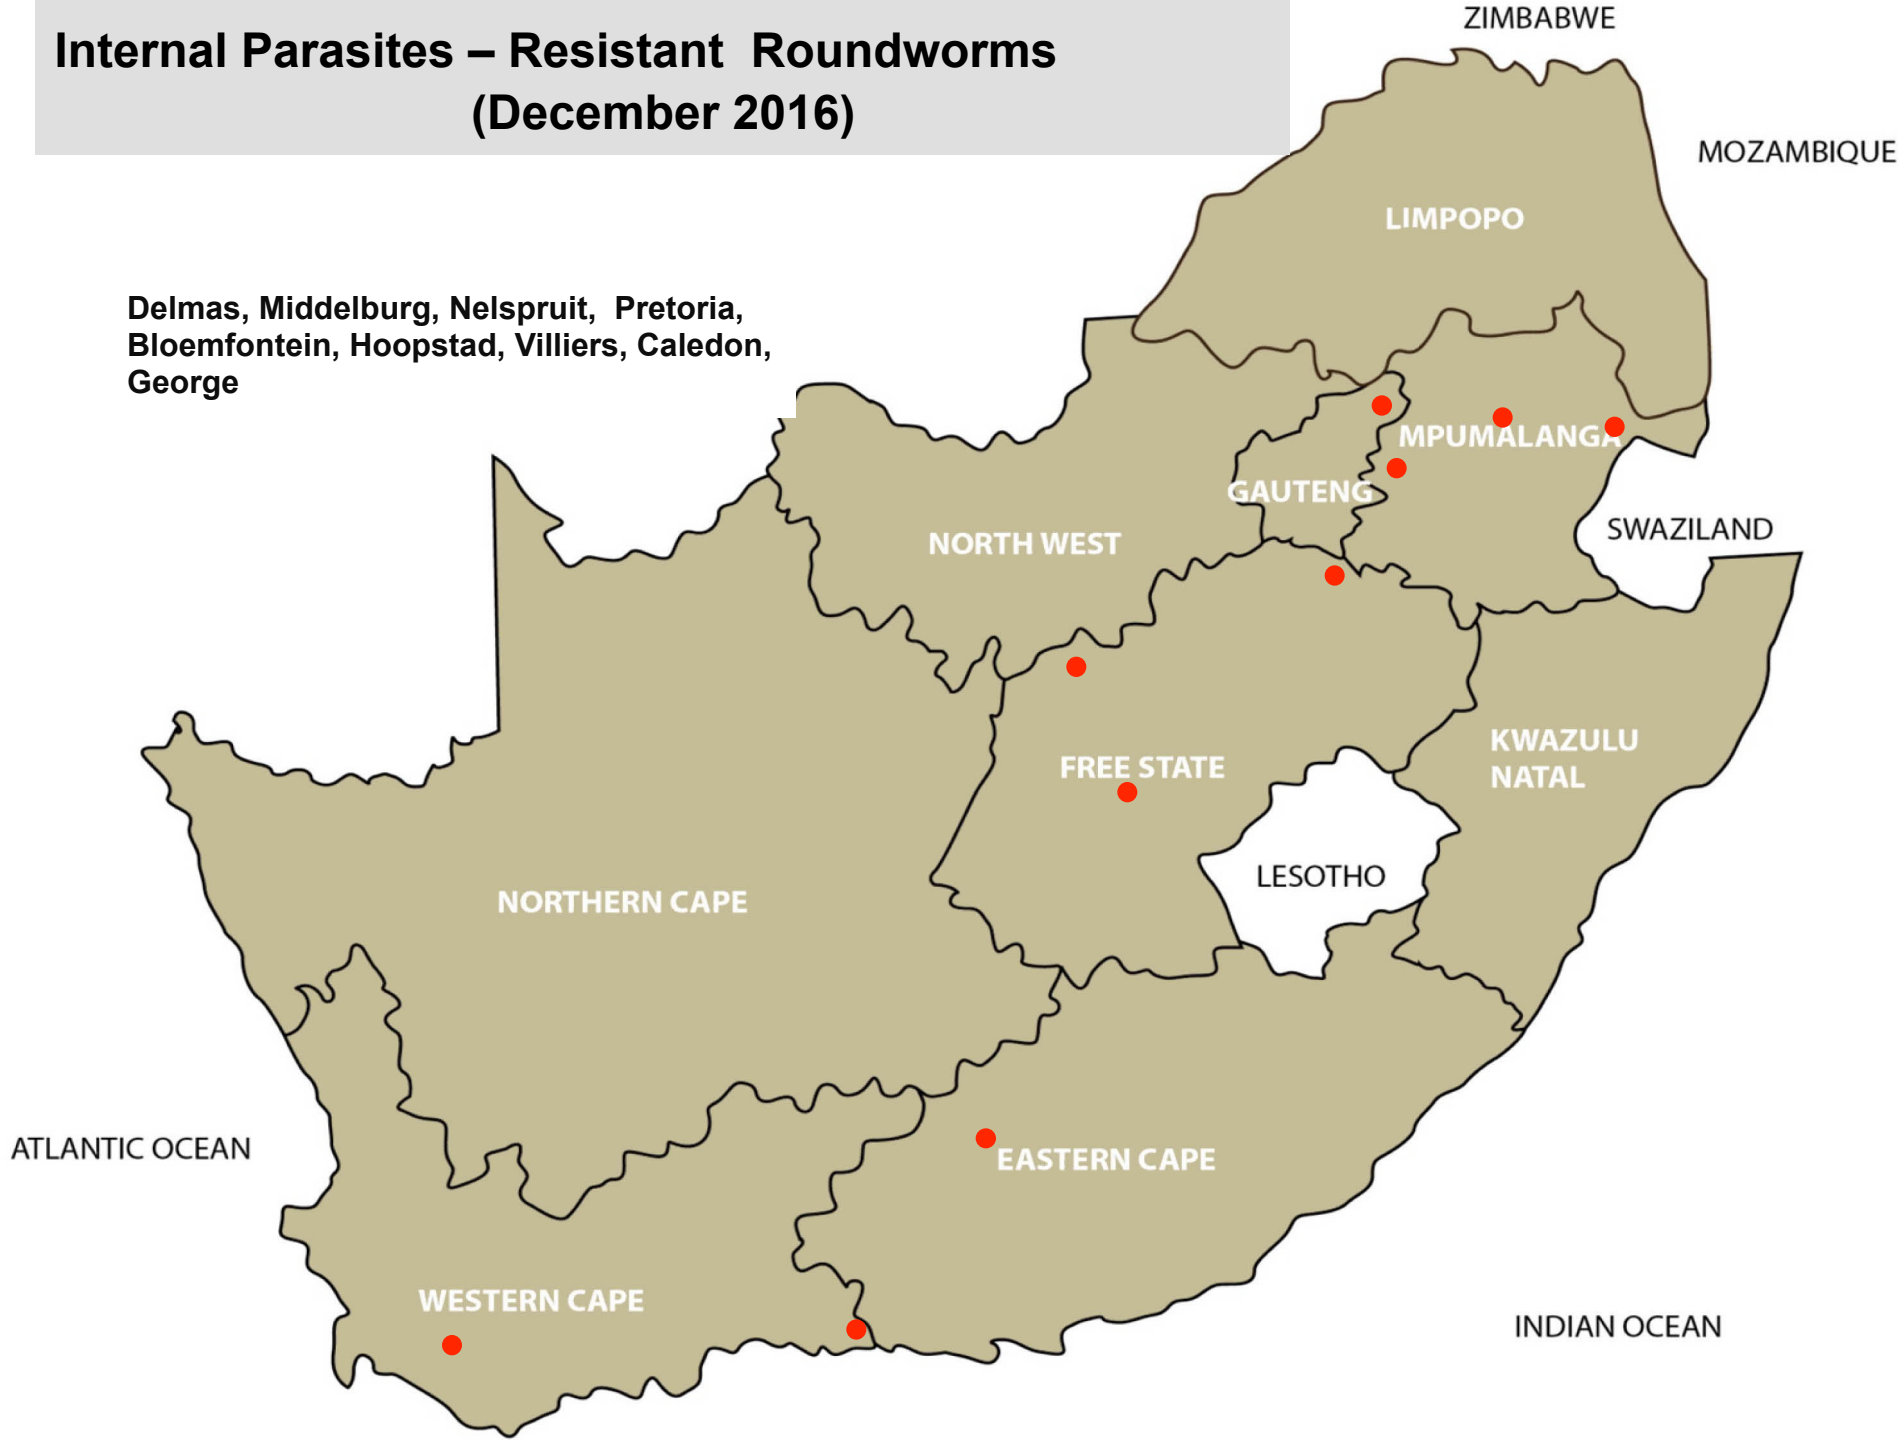 Internal Parasites – Resistant  Roundworms
(December 2016)
ZIMBABWE
MOZAMBIQUE
LIMPOPO
Delmas, Middelburg, Nelspruit,  Pretoria,
Bloemfontein, Hoopstad, Villiers, Caledon,
George
MPUMALANGA
GAUTENG
NORTH WEST
SWAZILAND
FREE STATE
KWAZULU
NATAL
LESOTHO
NORTHERN CAPE
ATLANTIC OCEAN
EASTERN CAPE
WESTERN CAPE
INDIAN OCEAN